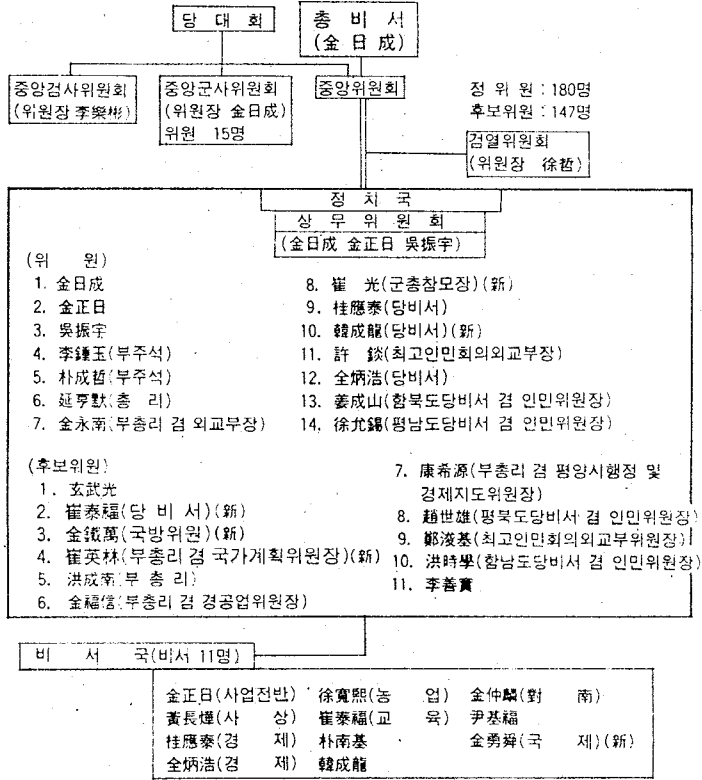 당 대 회
총 비 서
(金 日 成)
중앙검사위원회
(위원장 李樂彬)
중앙군사위원회
(위원장 金日成)
위원 15명
중앙위원회
정 위 원 : 180명
후보위원 : 147명
검열위원회
(위원장 徐哲)
정 치 국
상 무 위 원 회
(金日成 金正日 吳振宇)
(위 원)
1. 金日成
2. 金正日
3. 吳振宇
4. 李鍾玉(부주석)
5. 朴成哲(부주석)
6. 延亨默(총 리)
7. 金永南(부총리 겸 외교부장)
8. 崔 光(군총참모장)(新)
9. 桂應泰(당비서)
10. 韓成龍(당비서)(新)
11. 許 錟(최고인민회의외교부장)
12. 全炳浩(당비서)
13. 姜成山(함북도당비서 겸 인민위원장)
14. 徐允錫(평남도당비서 겸 인민위원장)
(후보위원)
1. 玄武光
2. 崔泰福(당 비 서)(新)
3. 金鐵萬(국방위원)(新)
4. 崔英林(부총리 겸 국가계획위원장)(新)
5. 洪成南(부 총 리)
6. 金福信(부총리 겸 경공업위원장)
7. 康希源(부총리 겸 평양시행정 및
경제지도위원장)
8. 趙世雄(평북도당비서 겸 인민위원장)
9. 鄭浚基(최고인민회의외교부위원장)
10. 洪時學(함남도당비서 겸 인민위원장)
11. 李善實
비 서 국(비서 11명)
金正日(사업전반) 徐寬熙(농 업) 金仲麟(對 南)
黃長燁(사 상) 崔泰福(교 육) 尹基福
桂應泰(경 제) 朴南基 金勇舜(국 제)(新)
全炳浩(경 제) 韓成龍